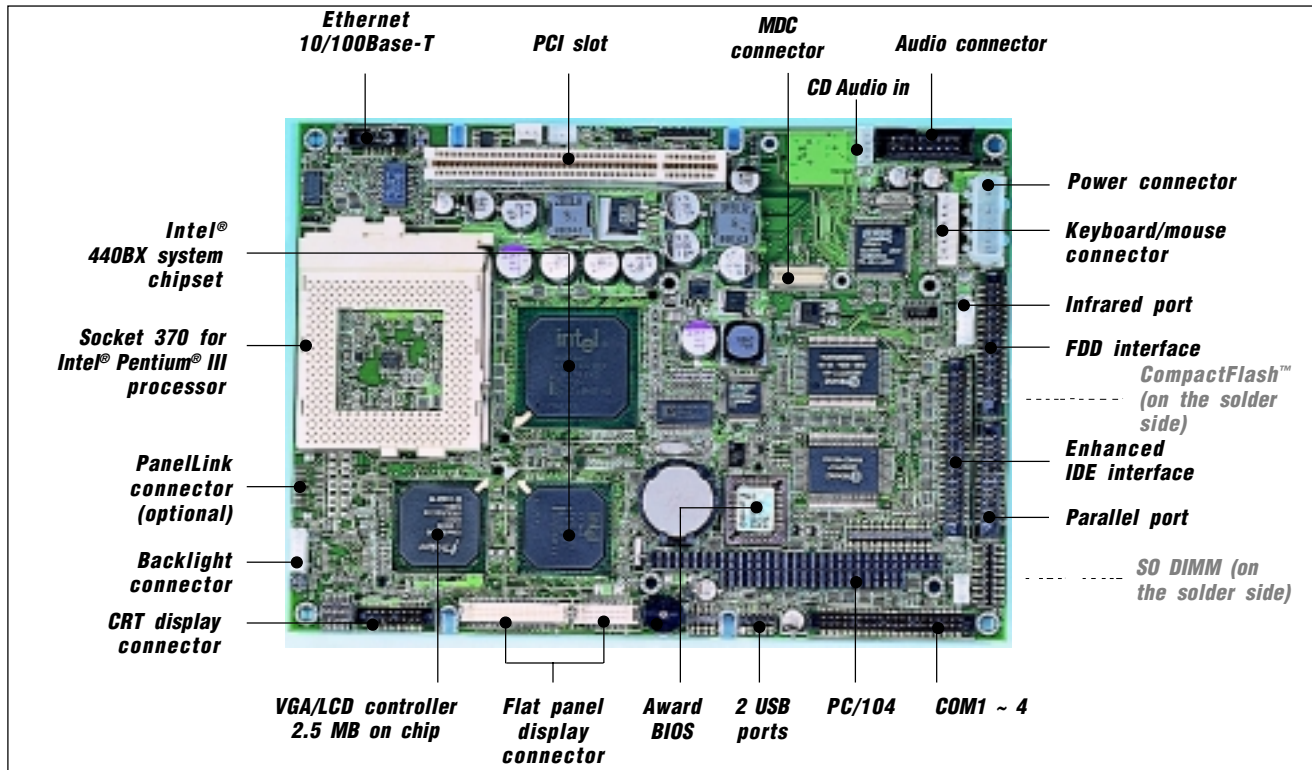 Ethernet
10/100Base-T
PCI slot
MDC
connector
Audio connector
CD Audio in
Power connector
Keyboard/mouse
connector
Infrared port
FDD interface
CompactFlash™
(on the solder
side)
Enhanced
IDE interface
Parallel port
SO DIMM (on
the solder side)
Intel®
440BX system
chipset
Socket 370 for
Intel® Pentium® III
processor
PanelLink
connector
(optional)
Backlight
connector
CRT display
connector
VGA/LCD controller
2.5 MB on chip
Flat panel
display
connector
Award
BIOS
2 USB
ports
PC/104
COM1 ~ 4
intel